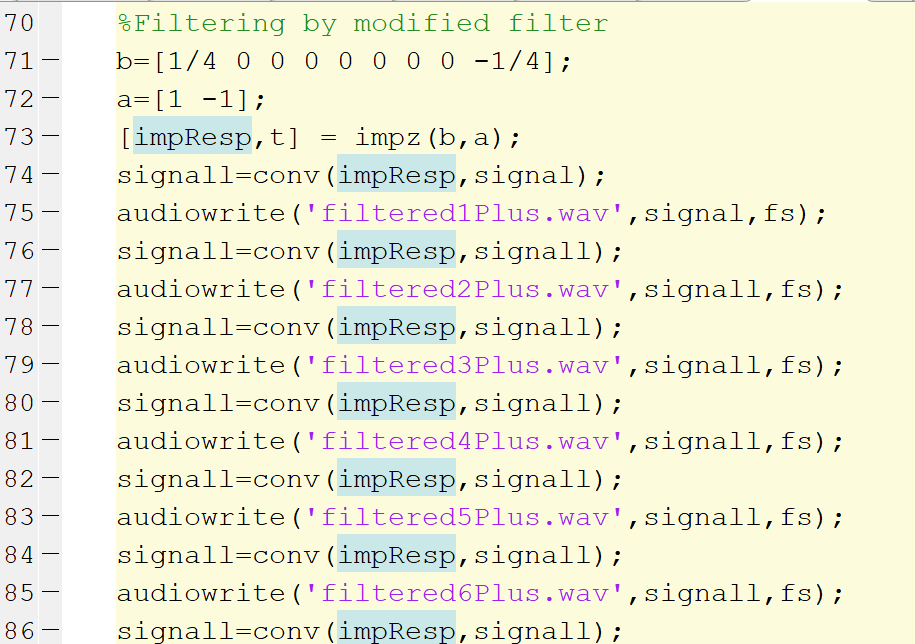 70 %Filtering by modified filter
71 – b=[1/4 0 0 0 0 0 0 0 -1/4];
72 – a=[1 -1];
73 – [impResp,t] = impz(b,a);
74 – signall=conv(impResp,signal);
75 – audiowrite('filtered1Plus.wav',signal,fs);
76 – signall=conv(impResp,signall);
77 – audiowrite('filtered2Plus.wav',signall,fs);
78 – signall=conv(impResp,signall);
79 – audiowrite('filtered3Plus.wav',signall,fs);
80 – signall=conv(impResp,signall);
81 – audiowrite('filtered4Plus.wav',signall,fs);
82 – signall=conv(impResp,signall);
83 – audiowrite('filtered5Plus.wav',signall,fs);
84 – signall=conv(impResp,signall);
85 – audiowrite('filtered6Plus.wav',signall,fs);
86 – signall=conv(impResp,signall);